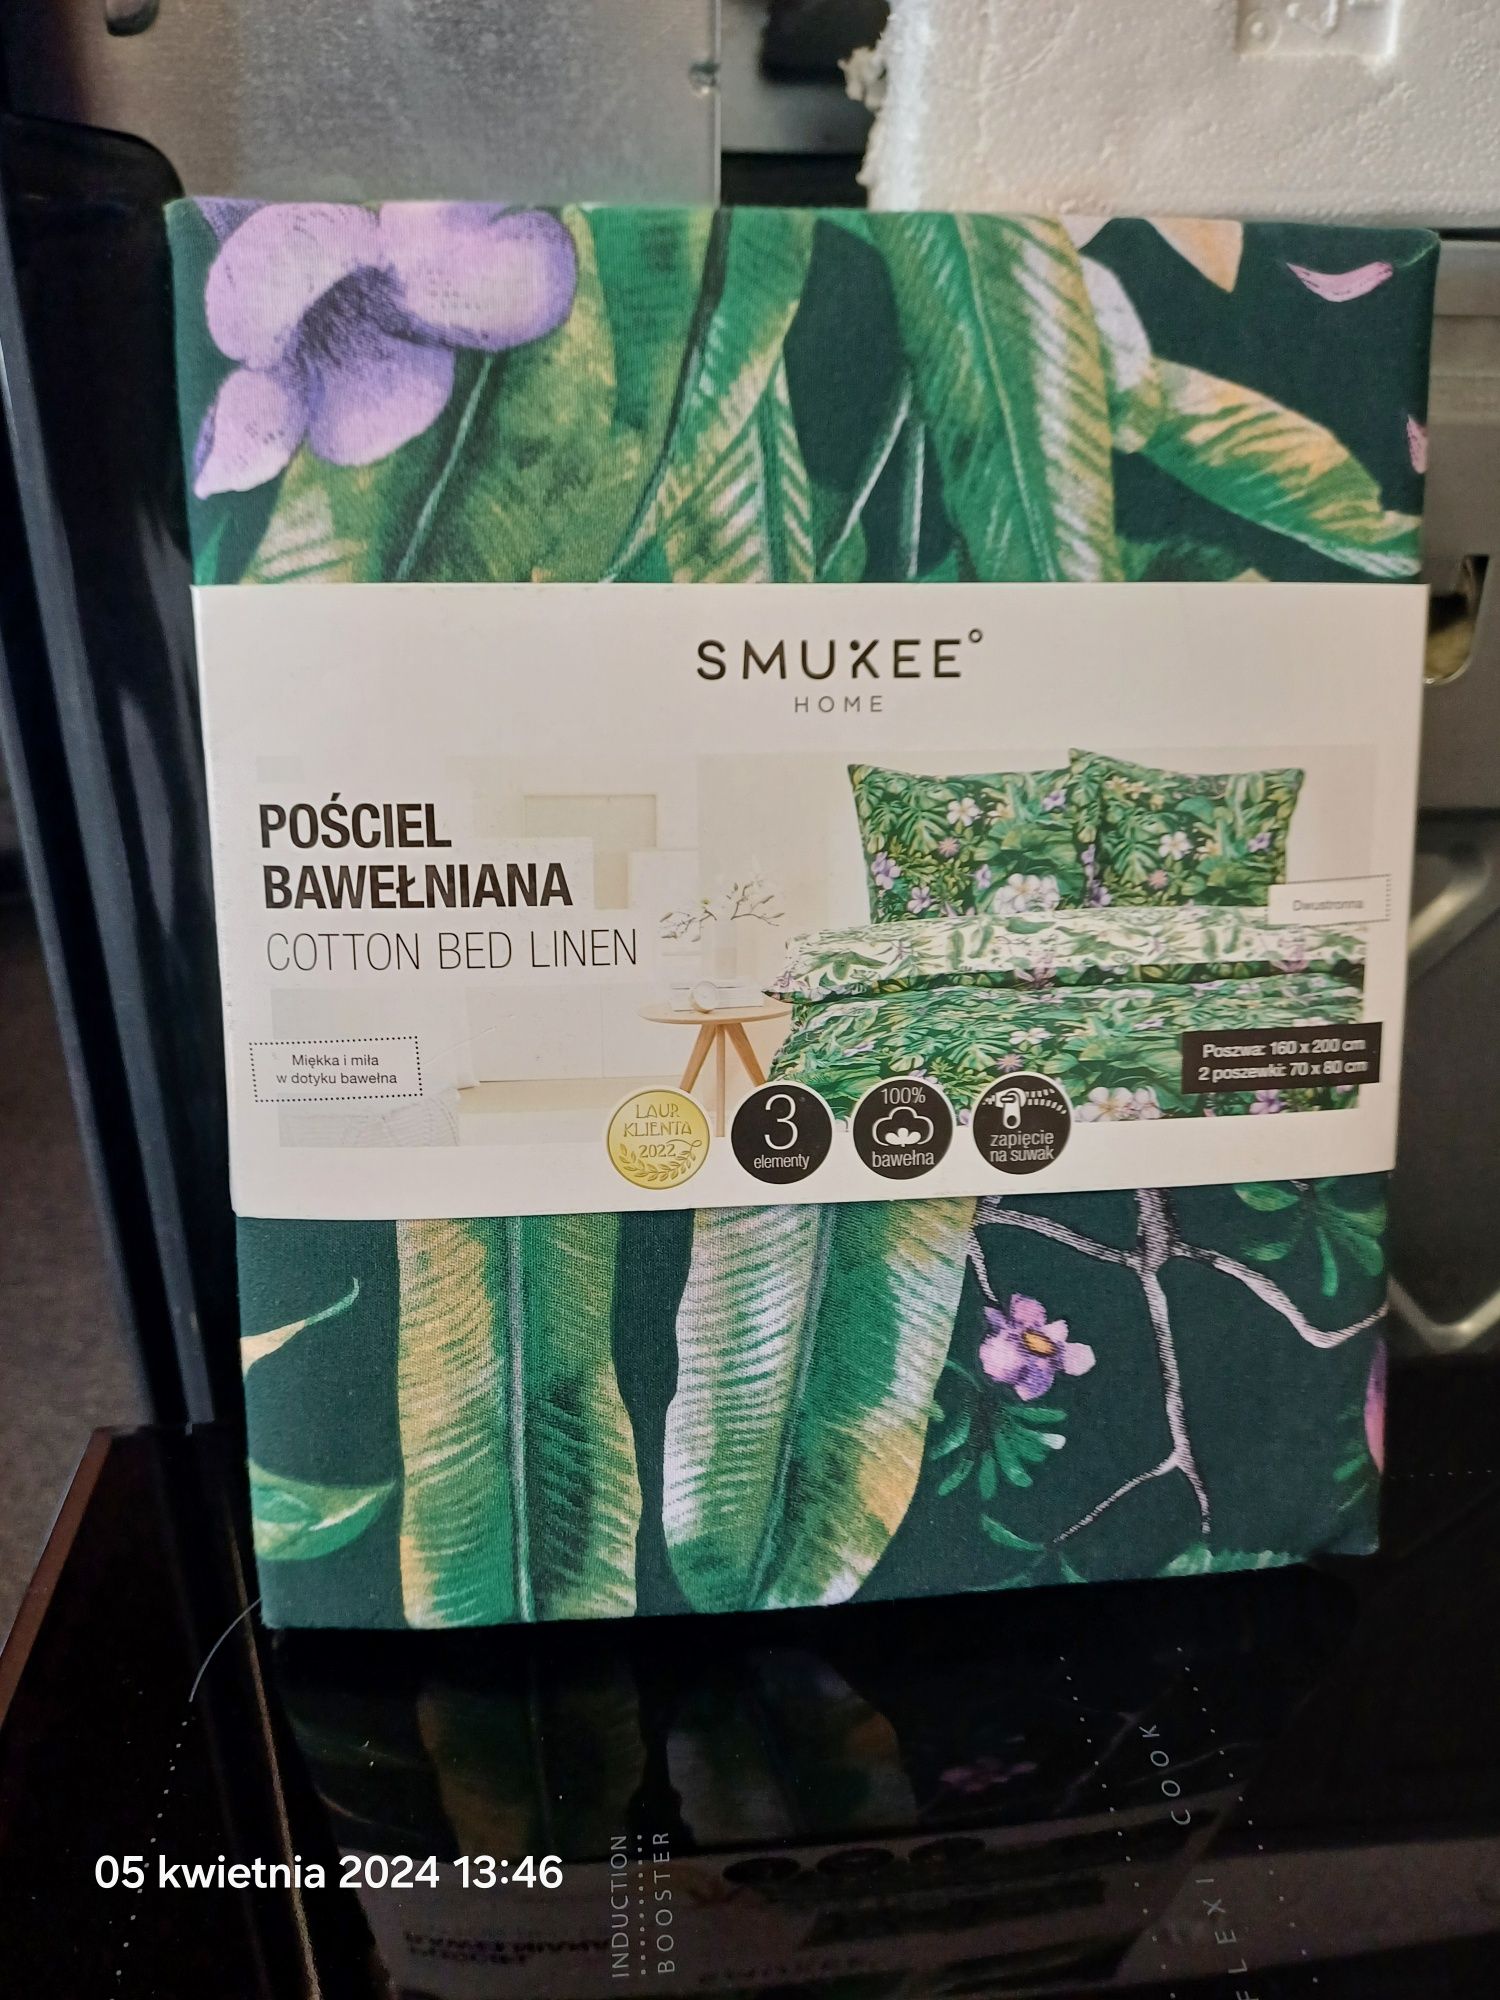 SMUKEE°
HOME
POŚCIEL
BAWEŁNIANA
COTTON BED LINEN
Dwustronna
Miękka i miła
w dotyku bawełna
Poszwa: 160 x 200 cm
2 poszewki: 70 x 80 cm
LAUR
KLIENTA
2022
3
elementy
100%
bawełna
zapięcie
na suwak
05 kwietnia 2024 13:46
INDUCTION
BOOSTER
COOK
FLEXI